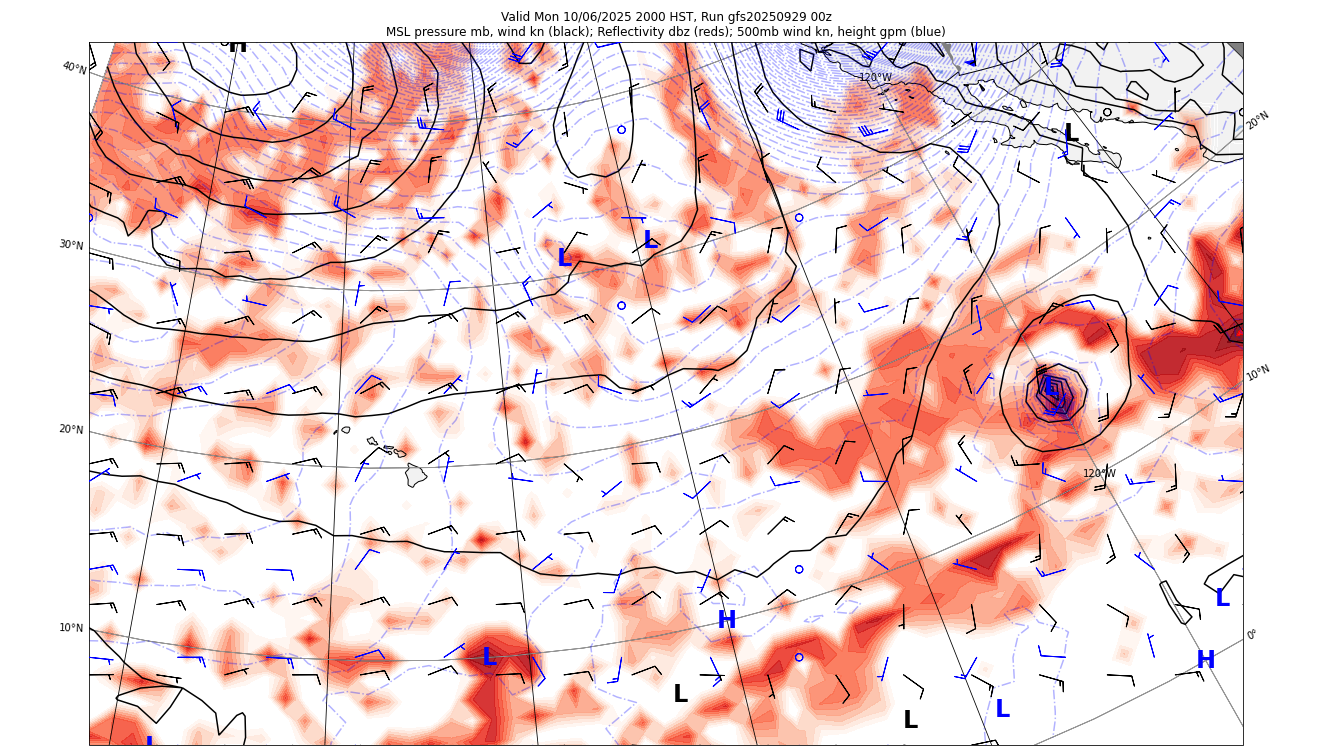 Valid Mon 10/06/2025 2000 HST, Run gfs20250929 00z
MSL pressure mb, wind kn (black); Reflectivity dbz (reds); 500mb wind kn, height gpm (blue)
H
40°N
120°W
20°N
L
30°N
L
L
10°N
L
20°N
120°W
L
H
10°N
0°
L
H
L
L
L
L